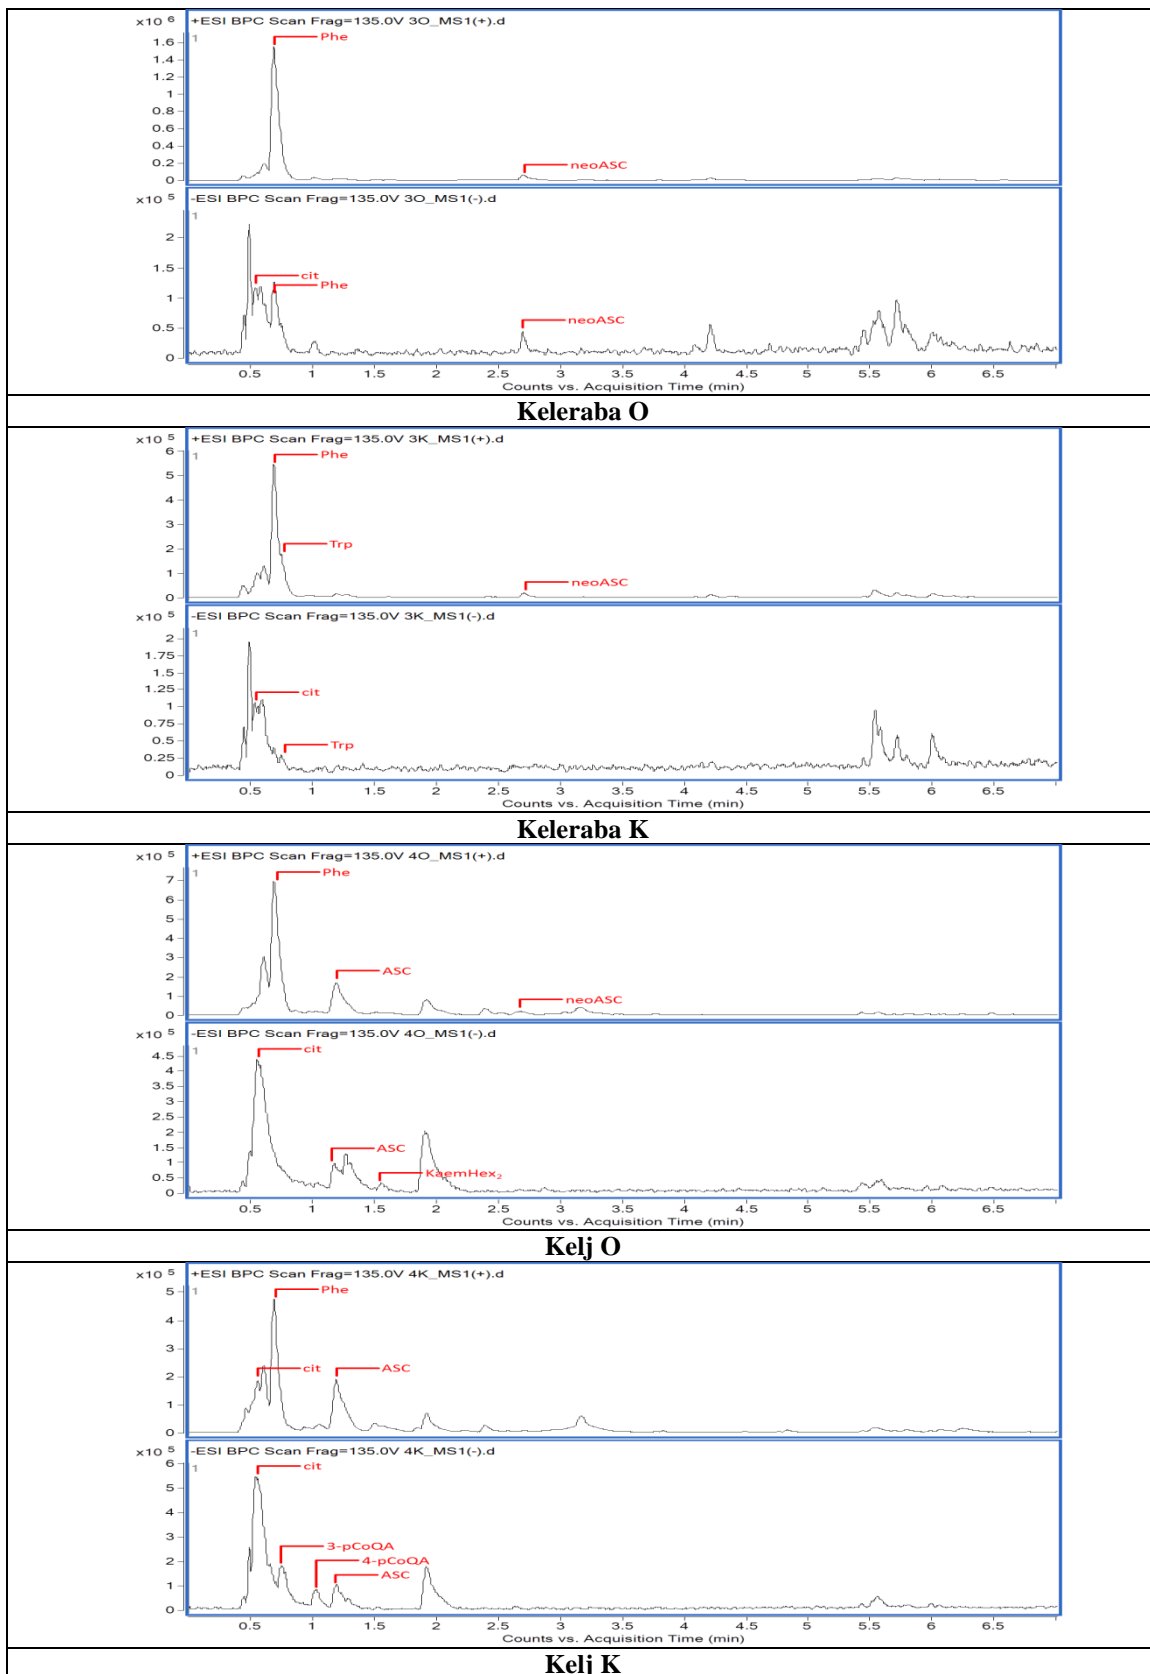 x10 6 +ESI BPC Scan Frag=135.0V 3O_MS1(+).d
1
Phe
1.6
1.4
1.2
1
0.8
0.6
0.4
0.2
0
neoASC
x10 5 -ESI BPC Scan Frag=135.0V 3O_MS1(-).d
1
2
1.5
1
0.5
0
cit
Phe
neoASC
0.5 1 1.5 2 2.5 3 3.5 4 4.5 5 5.5 6 6.5
Counts vs. Acquisition Time (min)
Keleraba O
x10 5 +ESI BPC Scan Frag=135.0V 3K_MS1(+).d
6
1
Phe
5
4
3
2
1
0
Trp
neoASC
x10 5 -ESI BPC Scan Frag=135.0V 3K_MS1(-).d
1
2
1.75
1.5
1.25
1
0.75
0.5
0.25
0
cit
Trp
0.5 1 1.5 2 2.5 3 3.5 4 4.5 5 5.5 6 6.5
Counts vs. Acquisition Time (min)
Keleraba K
x10 5 +ESI BPC Scan Frag=135.0V 4O_MS1(+).d
1
Phe
7
6
5
4
3
2
1
0
ASC
neoASC
x10 5 -ESI BPC Scan Frag=135.0V 4O_MS1(-).d
1
cit
4.5
4
3.5
3
2.5
2
1.5
1
0.5
0
ASC
KaemHex₂
0.5 1 1.5 2 2.5 3 3.5 4 4.5 5 5.5 6 6.5
Counts vs. Acquisition Time (min)
Kelj O
x10 5 +ESI BPC Scan Frag=135.0V 4K_MS1(+).d
1
Phe
5
4
3
2
1
0
cit
ASC
x10 5 -ESI BPC Scan Frag=135.0V 4K_MS1(-).d
1
cit
6
5
4
3
2
1
0
3-pCoQA
4-pCoQA
ASC
0.5 1 1.5 2 2.5 3 3.5 4 4.5 5 5.5 6 6.5
Counts vs. Acquisition Time (min)
Kelj K